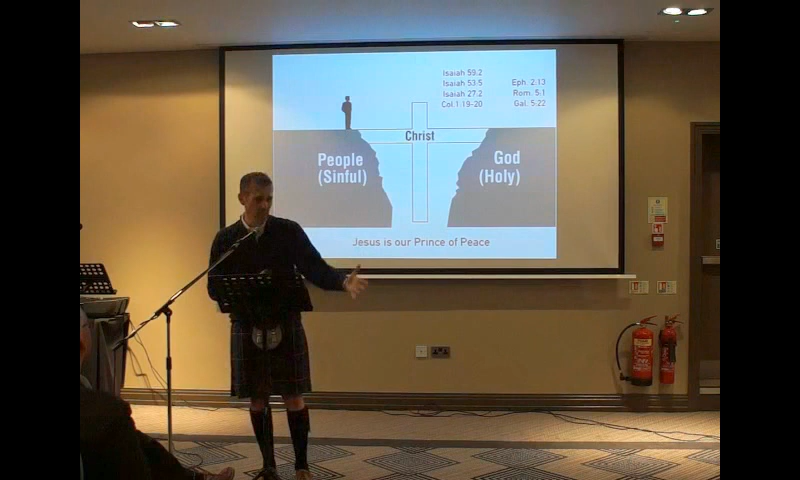 Isaiah 59.2
Isaiah 53.5
Isaiah 27.2
Col.1:19-20
Eph. 2:13
Rom. 5:1
Gal. 5:22
Christ
People
(Sinful)
God
(Holy)
Jesus is our Prince of Peace